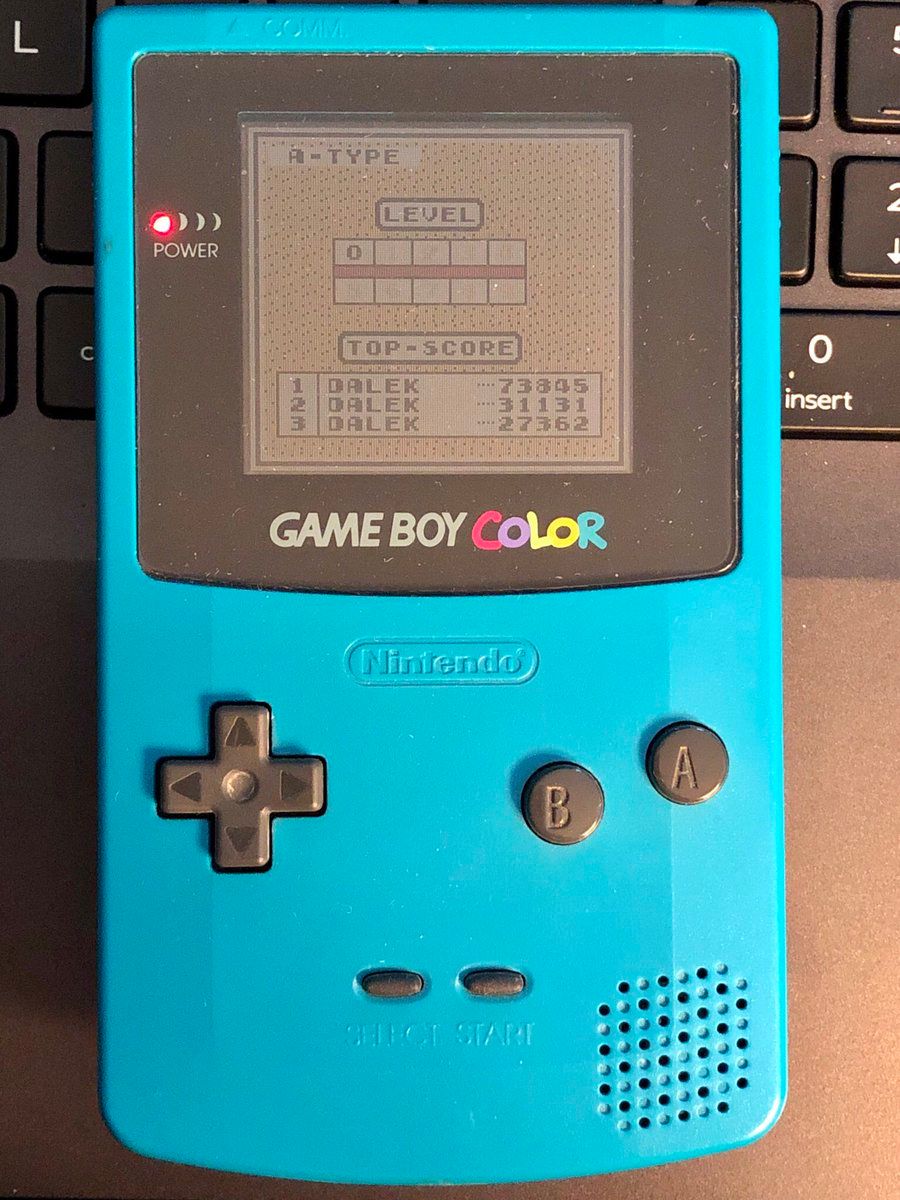 L
5
COMM.
A-TYPE
LEVEL
0
2
POWER
TOP-SCORE
0
insert
C
1 DALEK ···73845
2 DALEK ···31131
3 DALEK ···27362
GAME BOY COLOR
Nintendo®
B
A
SELECT START